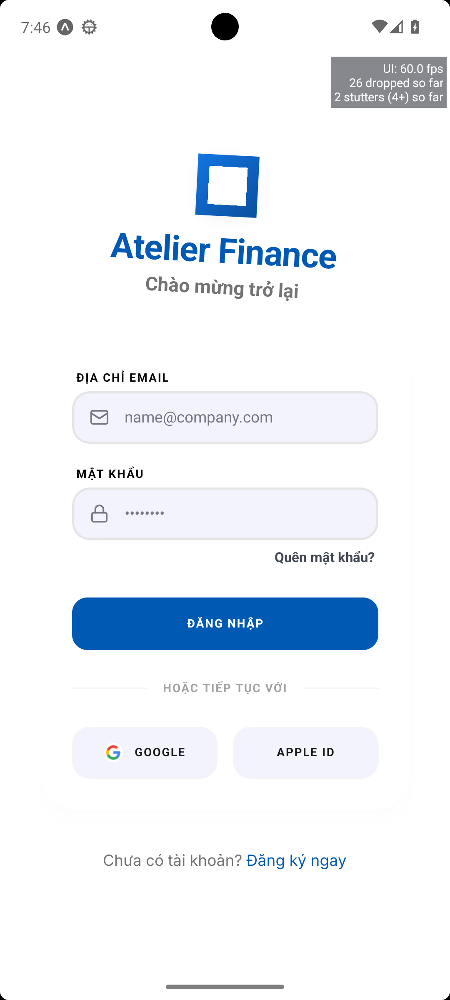 7:46
UI: 60.0 fps
26 dropped so far
2 stutters (4+) so far
Atelier Finance
Chào mừng trở lại
ĐỊA CHỈ EMAIL
name@company.com
MẬT KHẨU
••••••••
Quên mật khẩu?
ĐĂNG NHẬP
HOẶC TIẾP TỤC VỚI
GOOGLE
APPLE ID
Chưa có tài khoản? Đăng ký ngay